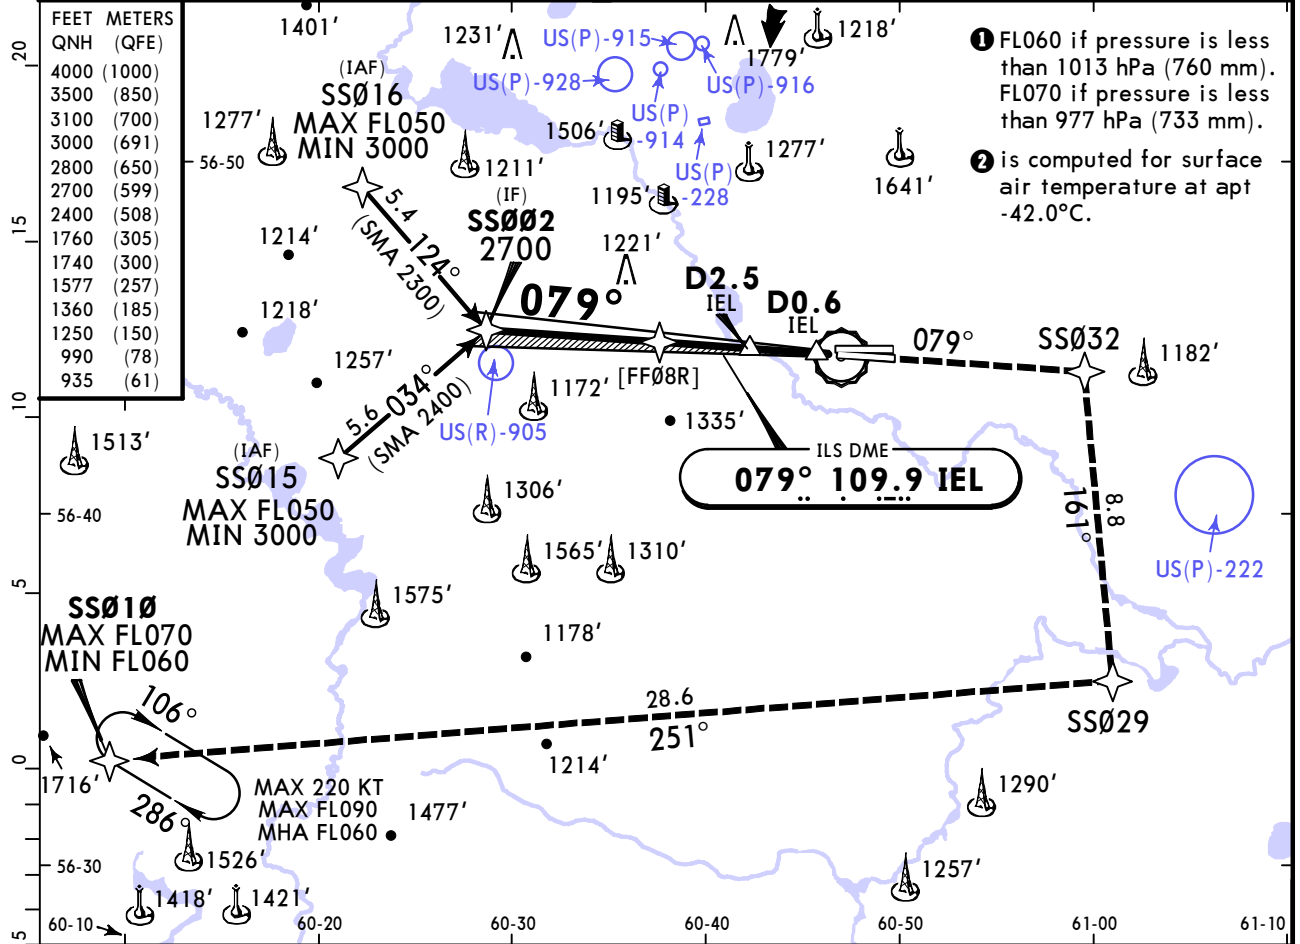 FEET METERS
QNH (QFE)
4000 (1000)
3500 (850)
3100 (700)
3000 (691)
2800 (650)
2700 (599)
2400 (508)
1760 (305)
1740 (300)
1577 (257)
1360 (185)
1250 (150)
990 (78)
935 (61)
1401'
1231'
US(P)-915
1779'
1218'
US(P)-916
US(P)-928
US(P)
-914
US(P)
-228
❶ FL060 if pressure is less
than 1013 hPa (760 mm).
FL070 if pressure is less
than 977 hPa (733 mm).
❷ is computed for surface
air temperature at apt
-42.0°C.
(IAF)
SSØ16
MAX FL050
MIN 3000
1277'
1211'
1506'
1195'
1277'
1641'
56-50
20
15
10
5
0
5
(IF)
SSØØ2
2700
5.4
124°
(SMA 2300)
1214'
1218'
1257'
1221'
079°
D2.5
IEL
D0.6
IEL
079°
SSØ32
1182'
[FFØ8R]
5.6
034°
(SMA 2400)
1172'
US(R)-905
1335'
ILS DME
079° 109.9 IEL
1513'
(IAF)
SSØ15
MAX FL050
MIN 3000
1306'
56-40
1565'
1310'
1575'
1178'
8.8
161°
US(P)-222
SSØ1Ø
MAX FL070
MIN FL060
106°
286°
28.6
251°
SSØ29
1716'
1214'
MAX 220 KT
MAX FL090
MHA FL060
1477'
1290'
1526'
56-30
1418'
1421'
1257'
60-10
60-20
60-30
60-40
60-50
61-00
61-10